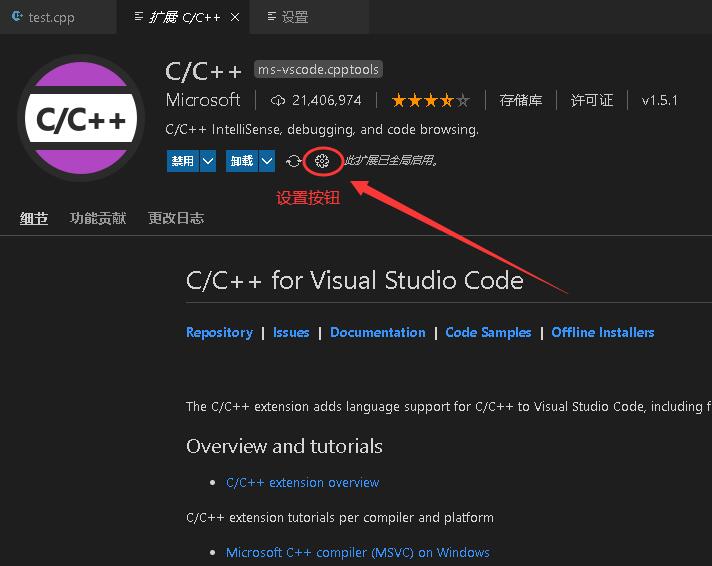 test.cpp
扩展 C/C++
设置
C/C++
C/C++ ms-vscode.cpptools
Microsoft 21,406,974 存储库 许可证 v1.5.1
C/C++ IntelliSense, debugging, and code browsing.
禁用 卸载 此扩展已全局启用。
设置按钮
细节 功能贡献 更改日志
C/C++ for Visual Studio Code
Repository | Issues | Documentation | Code Samples | Offline Installers
The C/C++ extension adds language support for C/C++ to Visual Studio Code, including f
Overview and tutorials
• C/C++ extension overview
C/C++ extension tutorials per compiler and platform
• Microsoft C++ compiler (MSVC) on Windows